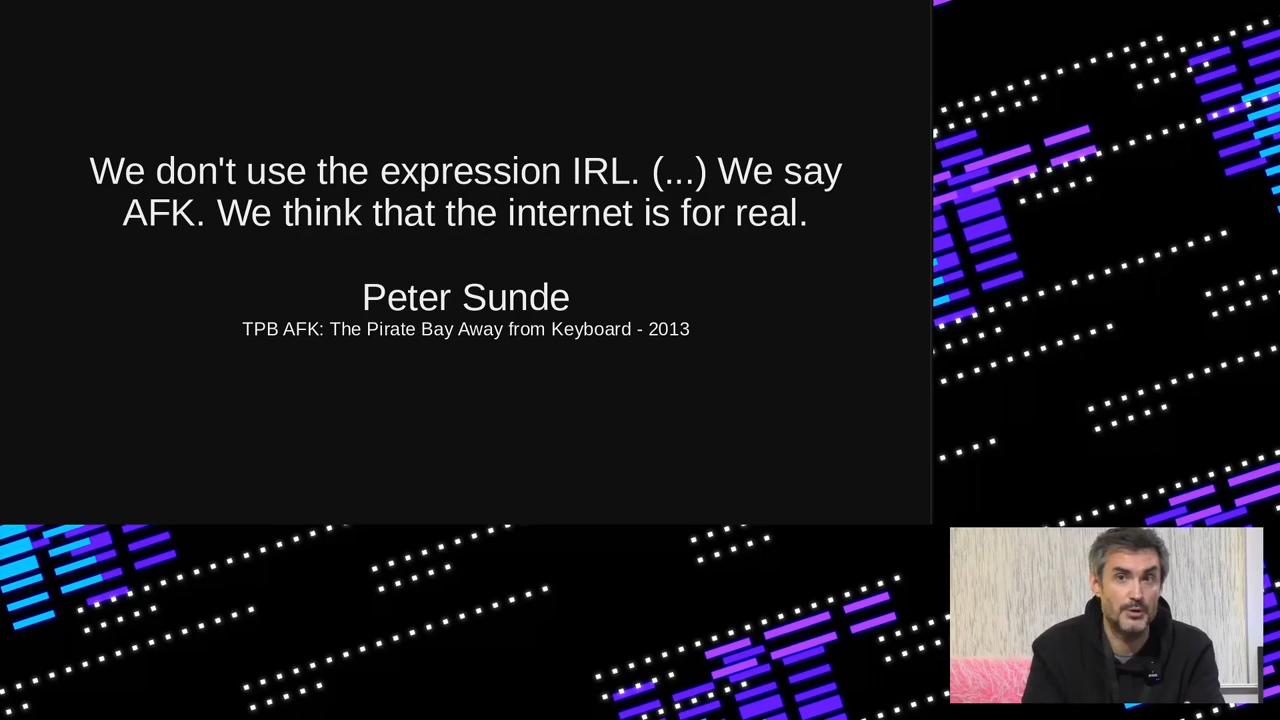 We don't use the expression IRL. (...) We say
AFK. We think that the internet is for real.
Peter Sunde
TPB AFK: The Pirate Bay Away from Keyboard - 2013